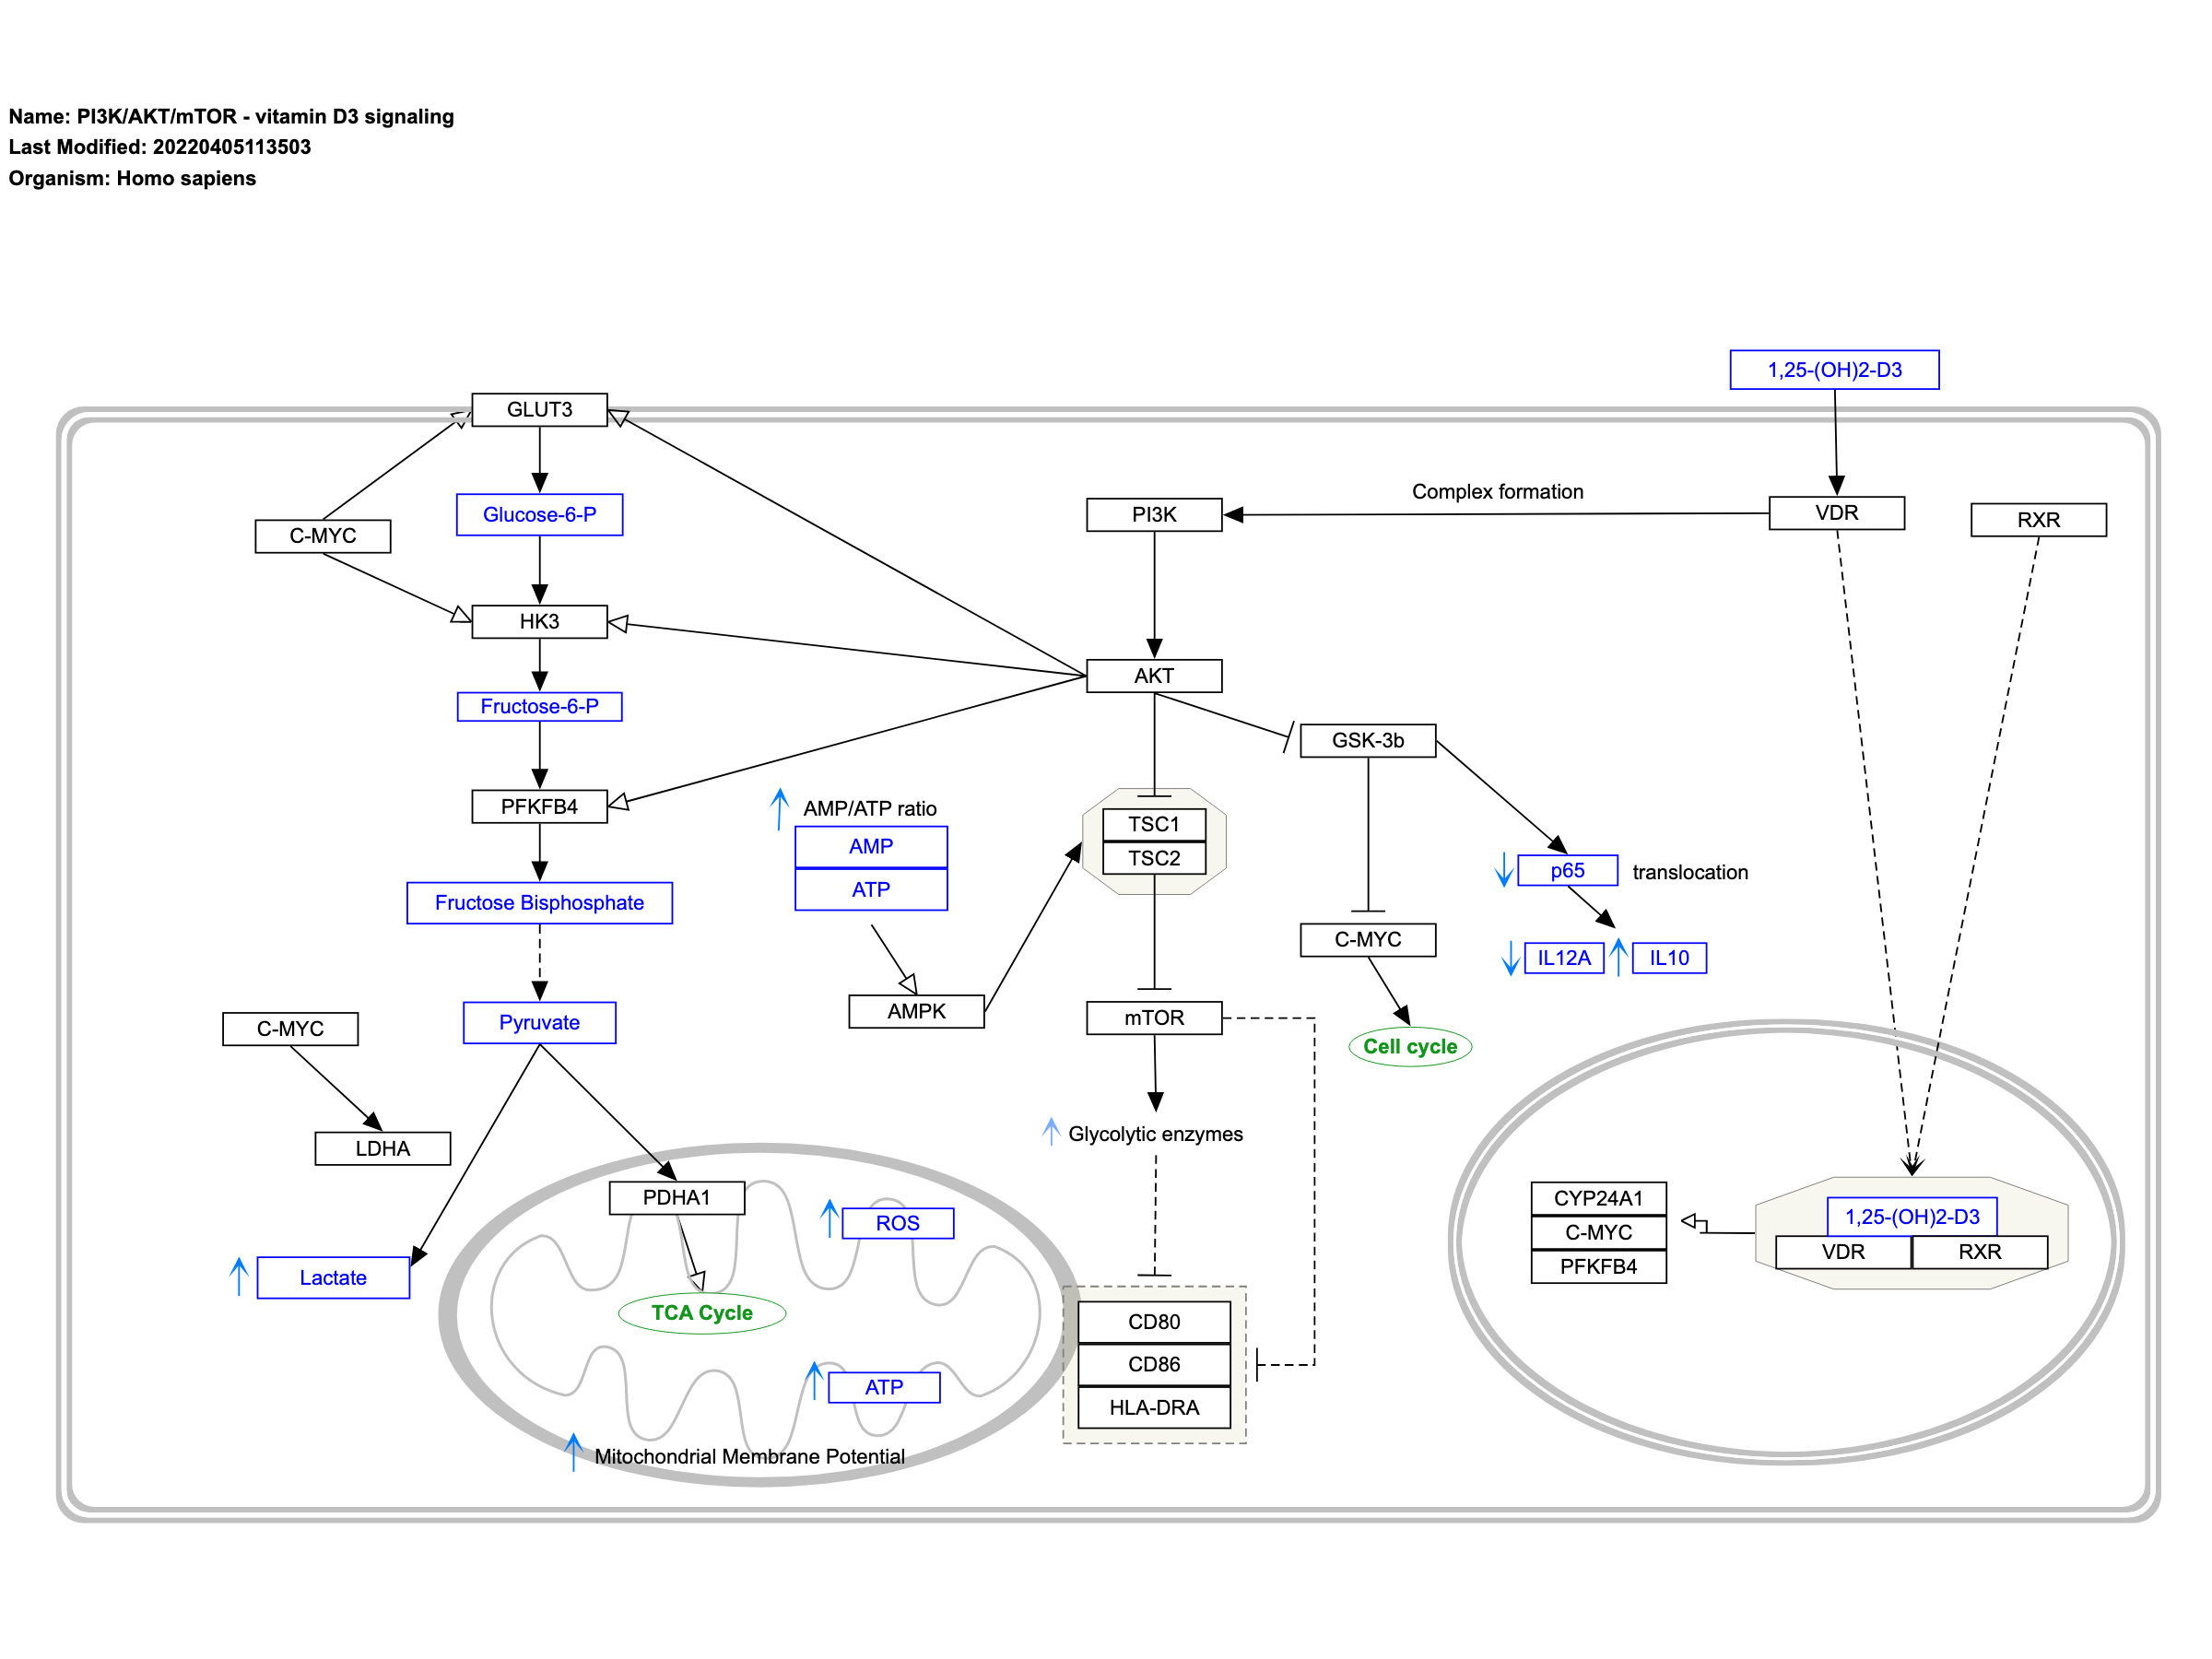 Name: PI3K/AKT/mTOR - vitamin D3 signaling
Last Modified: 20220405113503
Organism: Homo sapiens
1,25-(OH)2-D3
GLUT3
Complex formation
Glucose-6-P
PI3K
VDR
RXR
C-MYC
HK3
AKT
Fructose-6-P
GSK-3b
PFKFB4
AMP/ATP ratio
AMP
ATP
TSC1
TSC2
p65
translocation
Fructose Bisphosphate
C-MYC
IL12A
IL10
AMPK
mTOR
Pyruvate
C-MYC
Cell cycle
LDHA
Glycolytic enzymes
PDHA1
ROS
CYP24A1
C-MYC
PFKFB4
1,25-(OH)2-D3
VDR
RXR
Lactate
TCA Cycle
CD80
CD86
HLA-DRA
ATP
Mitochondrial Membrane Potential